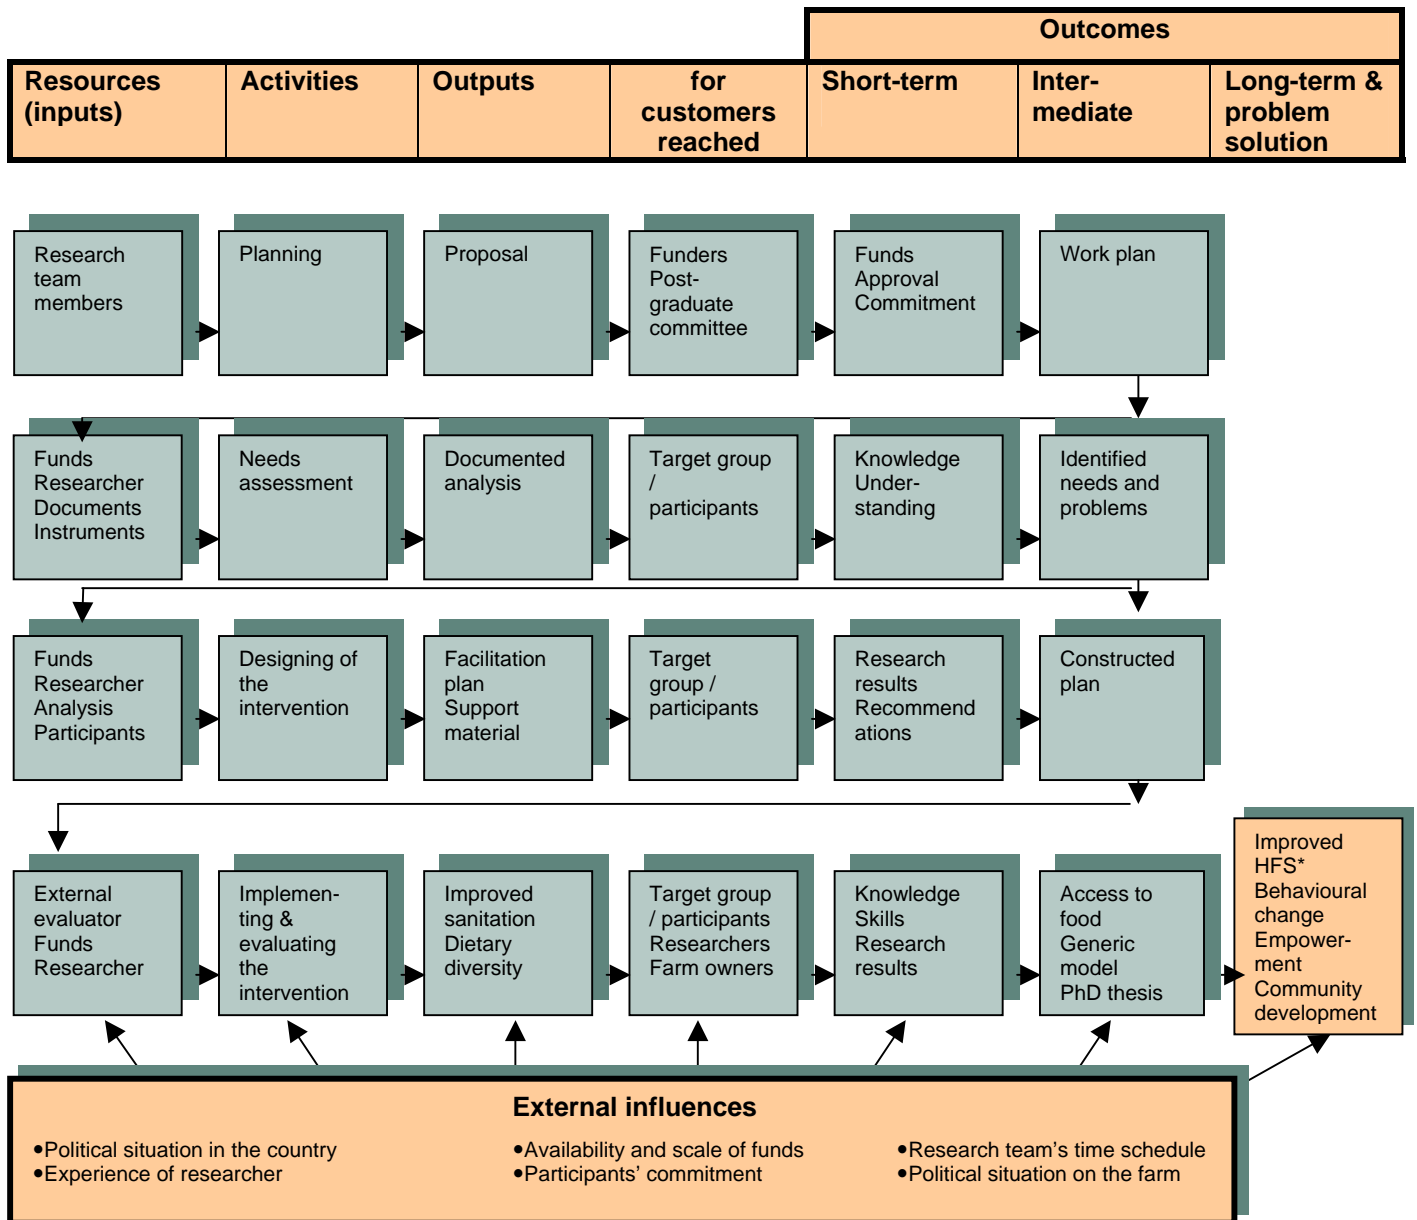 Outcomes
Resources
(inputs)
Activities
Outputs
for
customers
reached
Short-term
Inter-
mediate
Long-term &
problem
solution
Research
team
members
Planning
Proposal
Funders
Post-
graduate
committee
Funds
Approval
Commitment
Work plan
Funds
Researcher
Documents
Instruments
Needs
assessment
Documented
analysis
Target group
/
participants
Knowledge
Under-
standing
Identified
needs and
problems
Funds
Researcher
Analysis
Participants
Designing of
the
intervention
Facilitation
plan
Support
material
Target
group /
participants
Research
results
Recommend
ations
Constructed
plan
External
evaluator
Funds
Researcher
Implemen-
ting &
evaluating
the
intervention
Improved
sanitation
Dietary
diversity
Target group
/ participants
Researchers
Farm owners
Knowledge
Skills
Research
results
Access to
food
Generic
model
PhD thesis
Improved
HFS*
Behavioural
change
Empower-
ment
Community
development
External influences
•Political situation in the country
•Experience of researcher
•Availability and scale of funds
•Participants’ commitment
•Research team’s time schedule
•Political situation on the farm